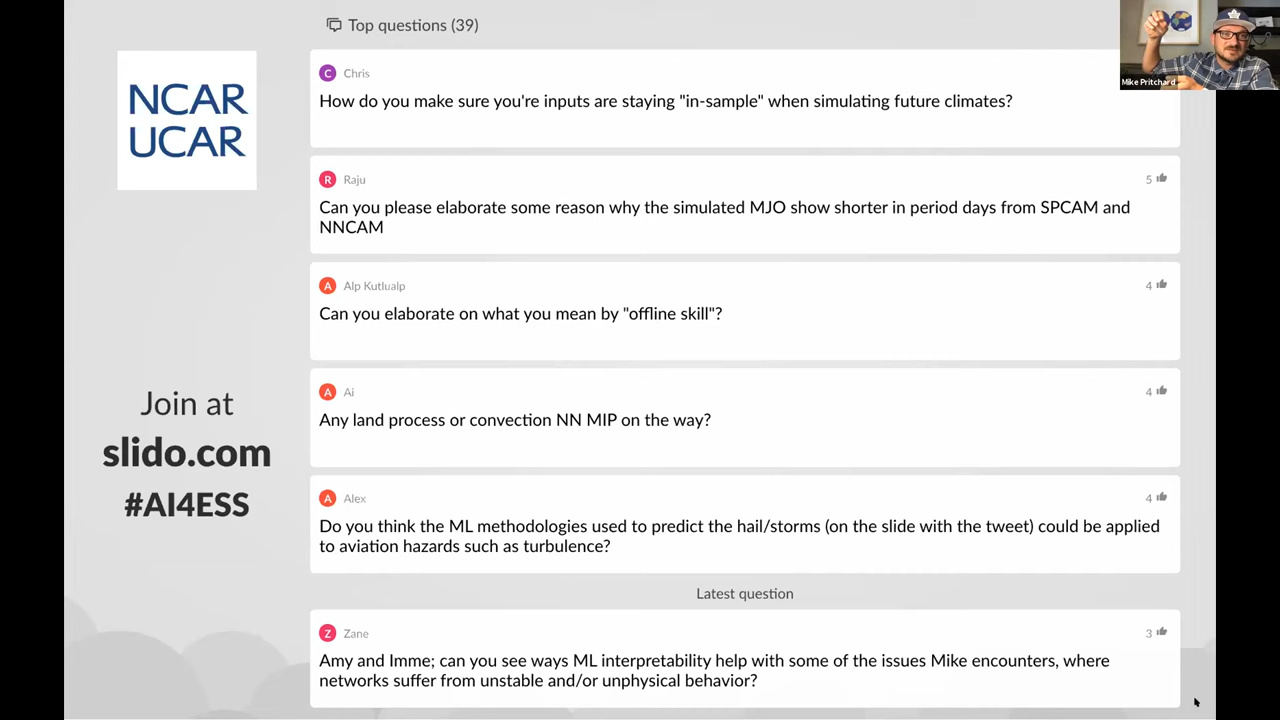 Top questions (39)
NCAR
UCAR
Mike Pritchard
C Chris
How do you make sure you're inputs are staying "in-sample" when simulating future climates?
R Raju 5
Can you please elaborate some reason why the simulated MJO show shorter in period days from SPCAM and
NNCAM
A Alp Kutlualp 4
Can you elaborate on what you mean by "offline skill"?
A Ai 4
Any land process or convection NN MIP on the way?
Join at
slido.com
#AI4ESS
A Alex 4
Do you think the ML methodologies used to predict the hail/storms (on the slide with the tweet) could be applied
to aviation hazards such as turbulence?
Latest question
Z Zane 3
Amy and Imme; can you see ways ML interpretability help with some of the issues Mike encounters, where
networks suffer from unstable and/or unphysical behavior?